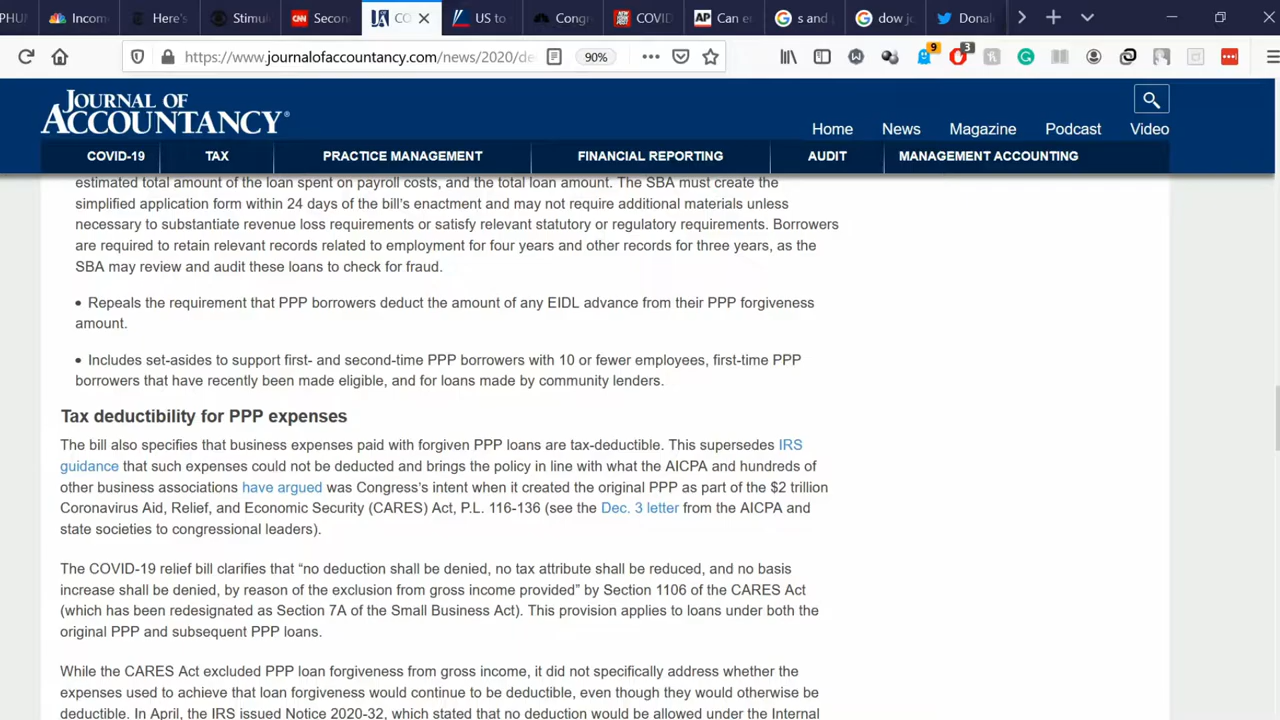 PHUN
Incom
Here's
Stimul
CNN Second
CO
US to
Congr
NEW YORK POST COVID
AP Can e
s and
dow jo
Donal
https://www.journalofaccountancy.com/news/2020/de
90%
9
3
JOURNAL OF
ACCOUNTANCY®
Home News Magazine Podcast Video
COVID-19 TAX PRACTICE MANAGEMENT FINANCIAL REPORTING AUDIT MANAGEMENT ACCOUNTING
estimated total amount of the loan spent on payroll costs, and the total loan amount. The SBA must create the
simplified application form within 24 days of the bill's enactment and may not require additional materials unless
necessary to substantiate revenue loss requirements or satisfy relevant statutory or regulatory requirements. Borrowers
are required to retain relevant records related to employment for four years and other records for three years, as the
SBA may review and audit these loans to check for fraud.
• Repeals the requirement that PPP borrowers deduct the amount of any EIDL advance from their PPP forgiveness
amount.
• Includes set-asides to support first- and second-time PPP borrowers with 10 or fewer employees, first-time PPP
borrowers that have recently been made eligible, and for loans made by community lenders.
Tax deductibility for PPP expenses
The bill also specifies that business expenses paid with forgiven PPP loans are tax-deductible. This supersedes IRS
guidance that such expenses could not be deducted and brings the policy in line with what the AICPA and hundreds of
other business associations have argued was Congress's intent when it created the original PPP as part of the $2 trillion
Coronavirus Aid, Relief, and Economic Security (CARES) Act, P.L. 116-136 (see the Dec. 3 letter from the AICPA and
state societies to congressional leaders).
The COVID-19 relief bill clarifies that “no deduction shall be denied, no tax attribute shall be reduced, and no basis
increase shall be denied, by reason of the exclusion from gross income provided” by Section 1106 of the CARES Act
(which has been redesignated as Section 7A of the Small Business Act). This provision applies to loans under both the
original PPP and subsequent PPP loans.
While the CARES Act excluded PPP loan forgiveness from gross income, it did not specifically address whether the
expenses used to achieve that loan forgiveness would continue to be deductible, even though they would otherwise be
deductible. In April, the IRS issued Notice 2020-32, which stated that no deduction would be allowed under the Internal